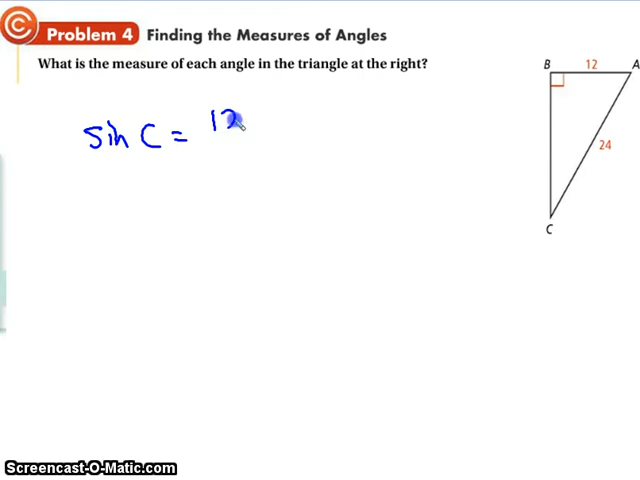 C Problem 4 Finding the Measures of Angles
What is the measure of each angle in the triangle at the right?
B 12 A
sin C = 12
24
C
Screencast-O-Matic.com